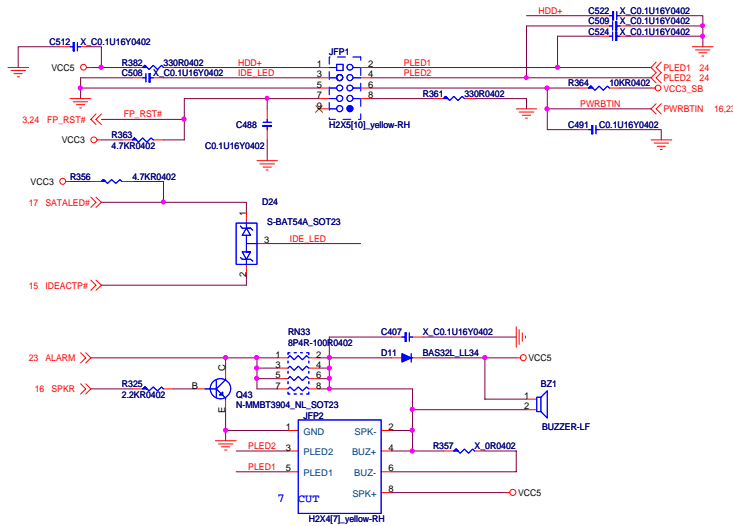 HDD+ C522 X_C0.1U16Y0402
C509 X_C0.1U16Y0402
C524 X_C0.1U16Y0402
C512 X_C0.1U16Y0402
JFP1
VCC5 R382 330R0402 HDD+ 1 2 PLED1 PLED1 24
C508 X_C0.1U16Y0402 IDE_LED 3 4 PLED2 PLED2 24
5 6 R364 10KR0402 VCC3_SB
7 8 R361 330R0402
9
PWRBTIN PWRBTIN 16,23
3,24 FP_RST# FP_RST#
H2X5[10]_yellow-RH
C488
C0.1U16Y0402
C491 C0.1U16Y0402
VCC3 R363
4.7KR0402
VCC3 R356 4.7KR0402
17 SATALED#
D24
S-BAT54A_SOT23
1
3 IDE_LED
2
15 IDEACTP#
RN33
8P4R-100R0402
C407 X_C0.1U16Y0402
23 ALARM
1 2
3 4
5 6
7 8
D11 BAS32L_LL34 VCC5
16 SPKR R325
2.2KR0402
B C E
Q43
N-MMBT3904_NL_SOT23
BZ1
1
2
BUZZER-LF
JFP2
1 GND SPK- 2
PLED2 3 PLED2 BUZ+ 4 R357 X_0R0402
PLED1 5 PLED1 BUZ- 6
7 CUT SPK+ 8 VCC5
H2X4[7]_yellow-RH